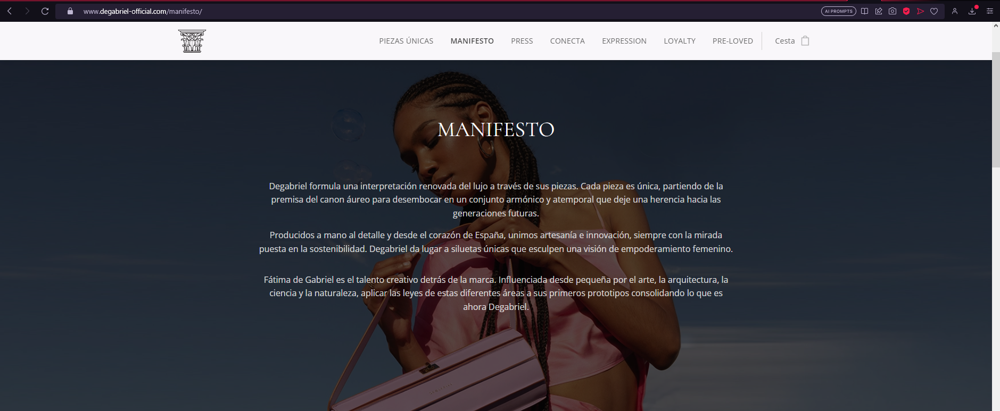 www.degabriel-official.com/manifesto/
AI PROMPTS
PIEZAS ÚNICAS
MANIFESTO
PRESS
CONECTA
EXPRESSION
LOYALTY
PRE-LOVED
Cesta
MANIFESTO
Degabriel formula una interpretación renovada del lujo a través de sus piezas. Cada pieza es única, partiendo de la
premisa del canon áureo para desembocar en un conjunto armónico y atemporal que deje una herencia hacia las
generaciones futuras.
Producidos a mano al detalle y desde el corazón de España, unimos artesanía e innovación, siempre con la mirada
puesta en la sostenibilidad. Degabriel da lugar a siluetas únicas que esculpen una visión de empoderamiento femenino.
Fátima de Gabriel es el talento creativo detrás de la marca. Influenciada desde pequeña por el arte, la arquitectura, la
ciencia y la naturaleza, aplicar las leyes de estas diferentes áreas a sus primeros prototipos consolidando lo que es
ahora Degabriel.